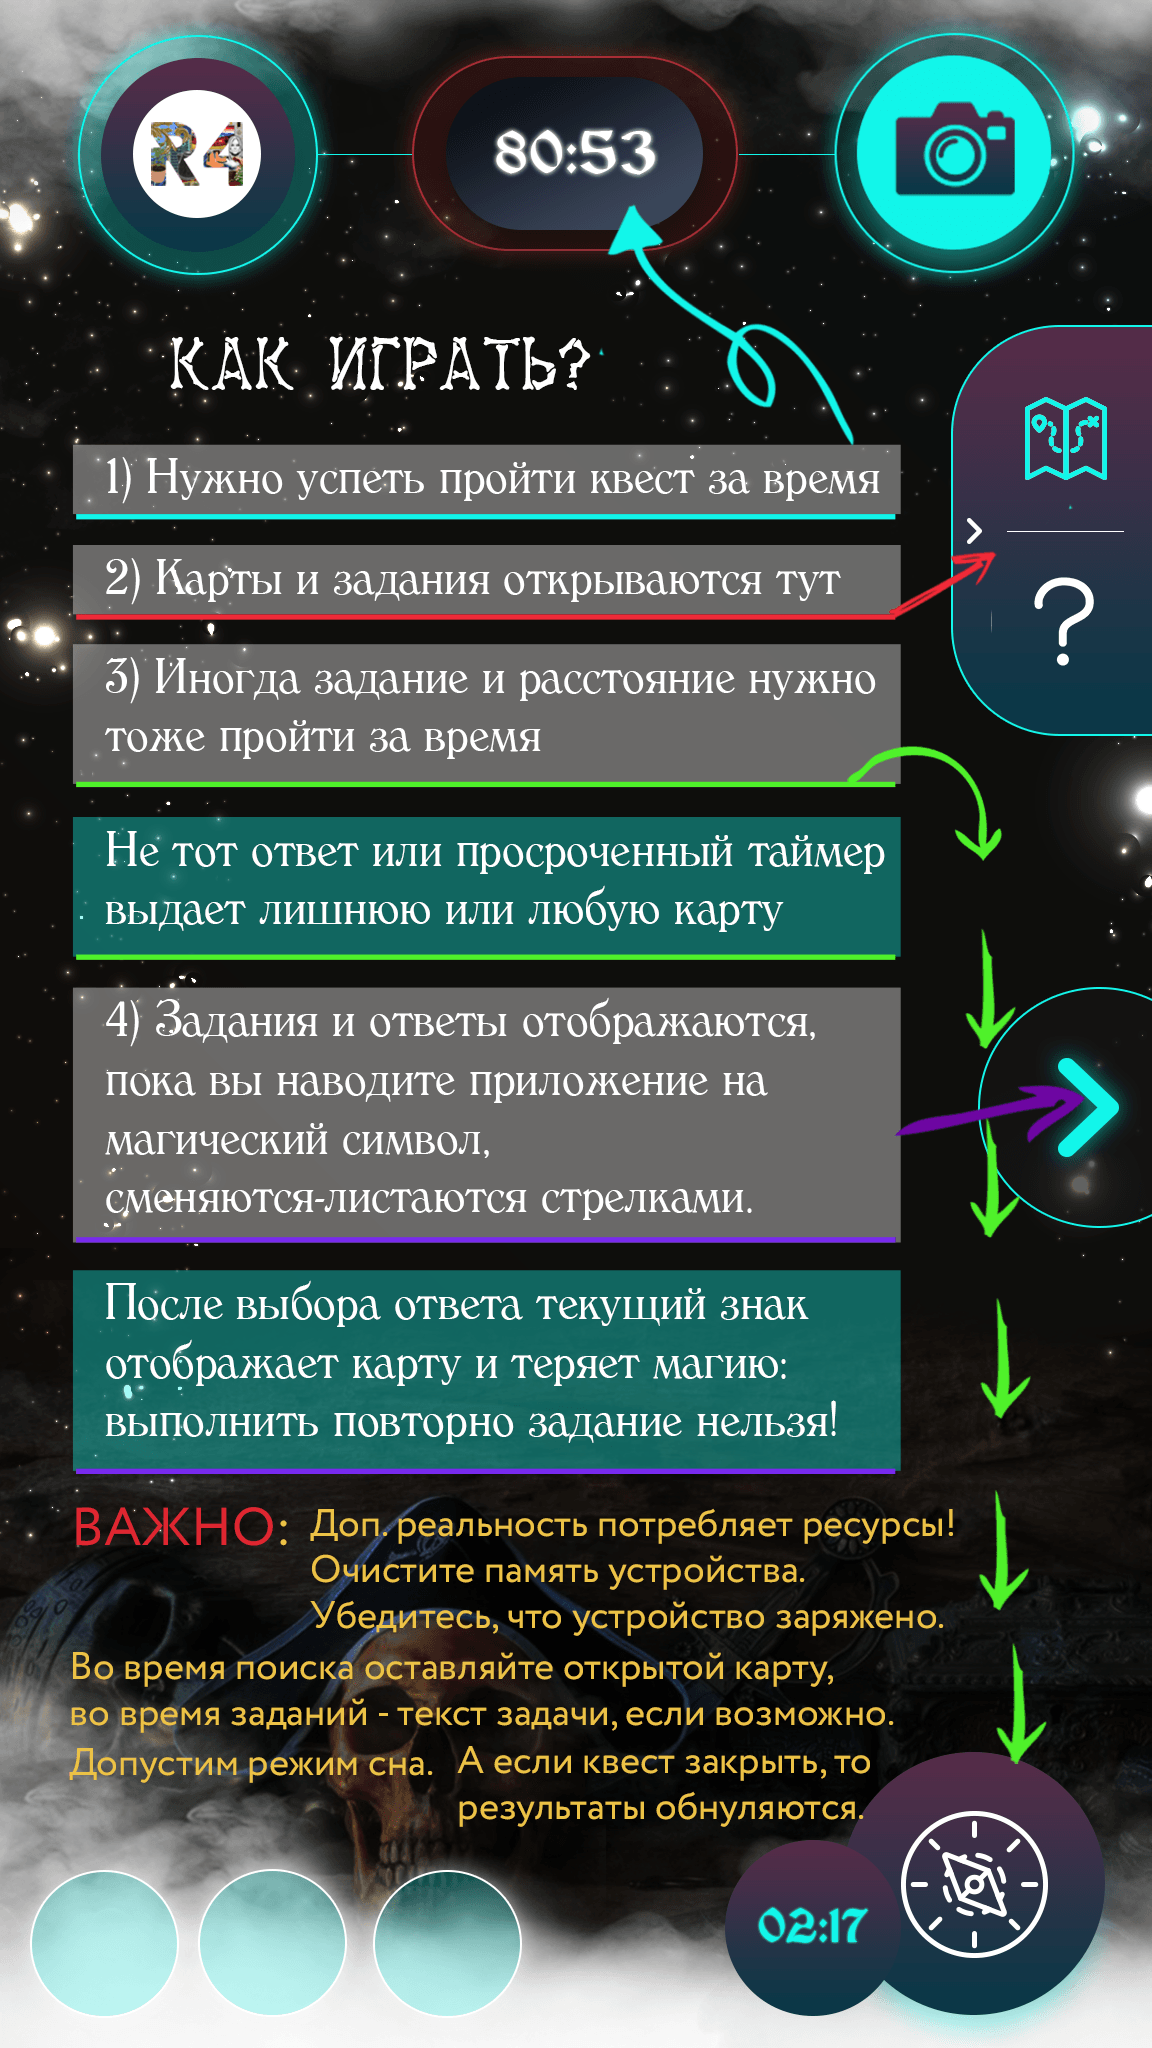 R4
80:53
КАК ИГРАТЬ?
1) Нужно успеть пройти квест за время
2) Карты и задания открываются тут
3) Иногда задание и расстояние нужно
тоже пройти за время
Не тот ответ или просроченный таймер
выдает лишнюю или любую карту
4) Задания и ответы отображаются,
пока вы наводите приложение на
магический символ,
сменяются-листаются стрелками.
После выбора ответа текущий знак
отображает карту и теряет магию:
выполнить повторно задание нельзя!
ВАЖНО: Доп. реальность потребляет ресурсы!
Очистите память устройства.
Убедитесь, что устройство заряжено.
Во время поиска оставляйте открытой карту,
во время заданий - текст задачи, если возможно.
Допустим режим сна. А если квест закрыть, то
результаты обнуляются.
02:17